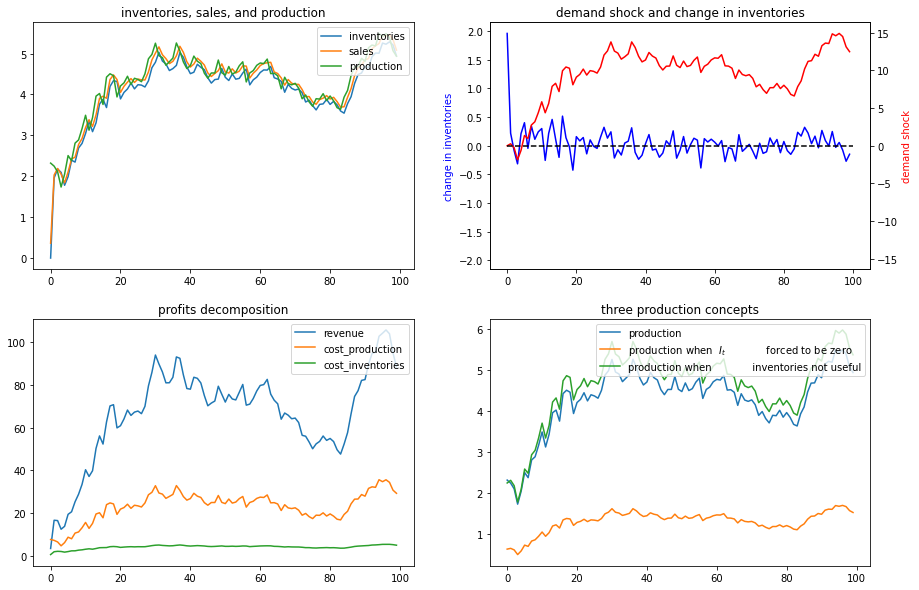 inventories, sales, and production
inventories
sales
production
5
4
3
2
1
0
0 20 40 60 80 100
demand shock and change in inventories
change in inventories
2.0
1.5
1.0
0.5
0.0
−0.5
−1.0
−1.5
−2.0
0 20 40 60 80 100
15
10
5
0
−5
−10
−15
demand shock
profits decomposition
revenue
cost_production
cost_inventories
100
80
60
40
20
0
0 20 40 60 80 100
three production concepts
production
production when I_t forced to be zero
production when inventories not useful
6
5
4
3
2
1
0 20 40 60 80 100